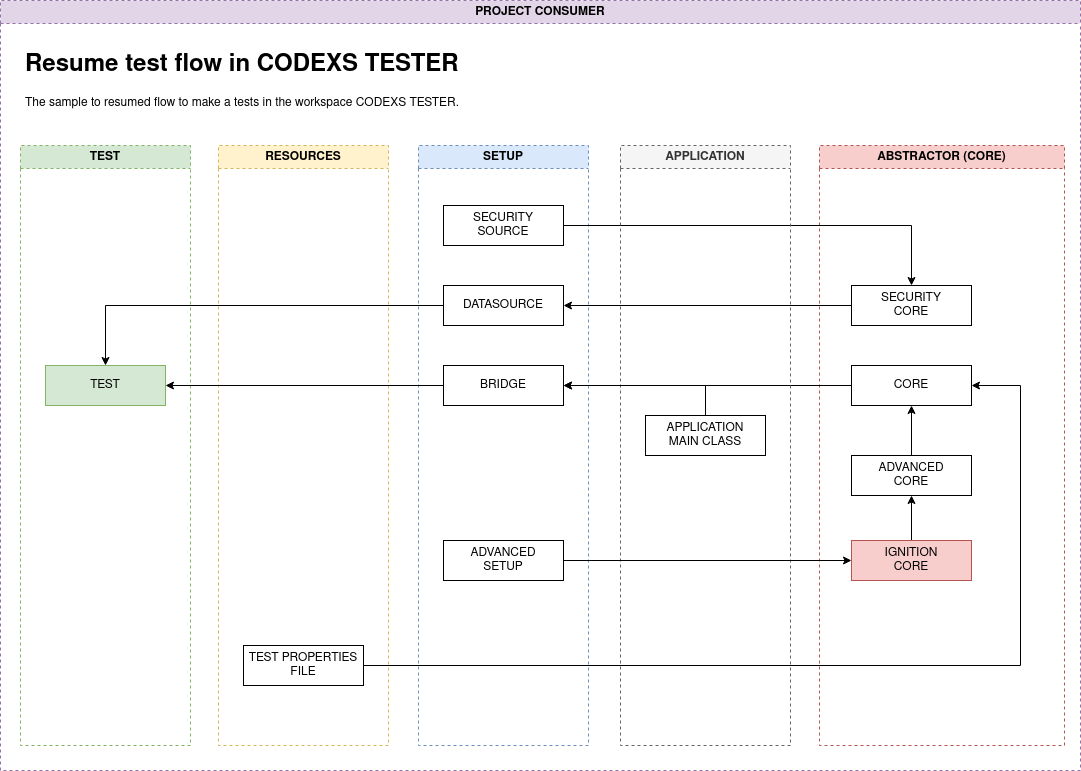 PROJECT CONSUMER
Resume test flow in CODEXS TESTER
The sample to resumed flow to make a tests in the workspace CODEXS TESTER.
TEST
RESOURCES
SETUP
APPLICATION
ABSTRACTOR (CORE)
SECURITY
SOURCE
DATASOURCE
SECURITY
CORE
TEST
BRIDGE
CORE
APPLICATION
MAIN CLASS
ADVANCED
CORE
ADVANCED
SETUP
IGNITION
CORE
TEST PROPERTIES
FILE